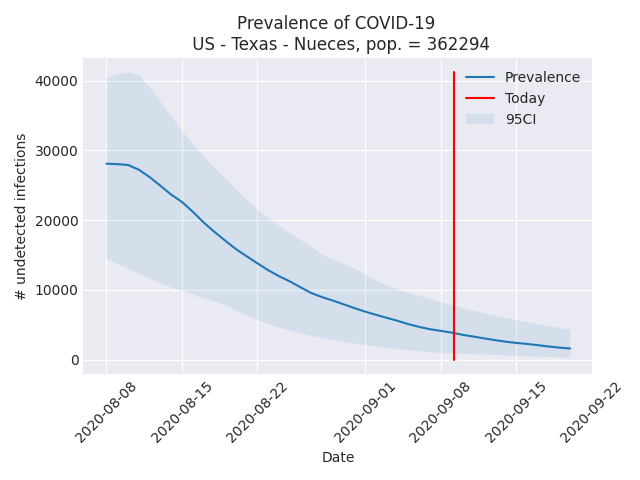 Prevalence of COVID-19
US - Texas - Nueces, pop. = 362294
# undetected infections
40000
30000
20000
10000
0
Prevalence
Today
95CI
2020-08-08
2020-08-15
2020-08-22
2020-09-01
2020-09-08
2020-09-15
2020-09-22
Date